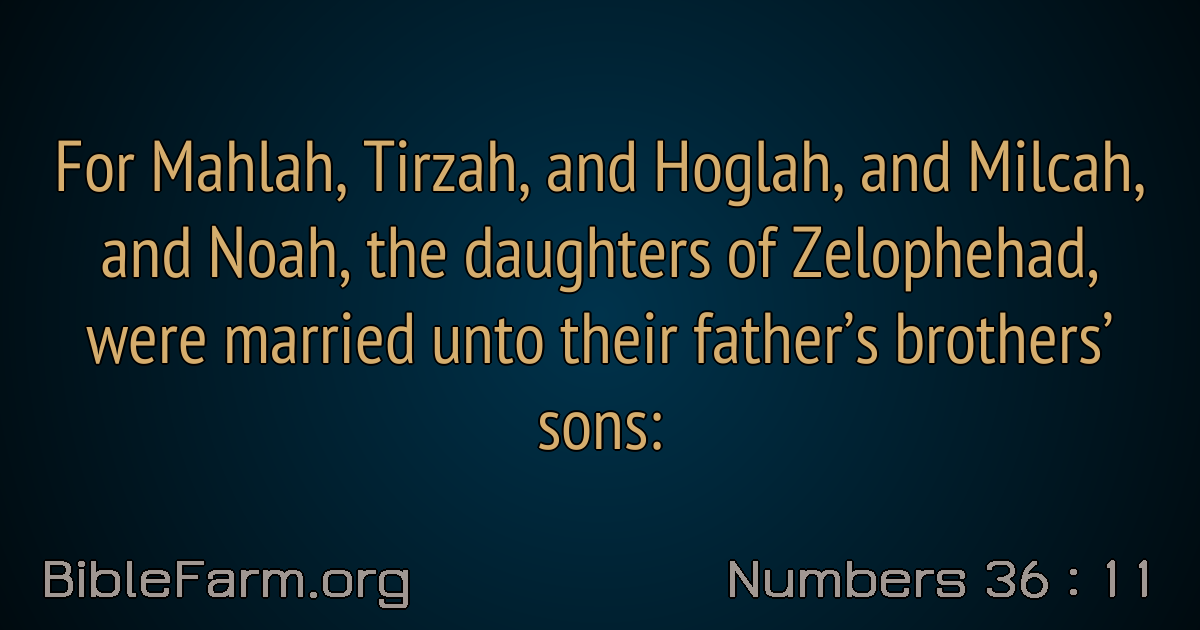 For Mahlah, Tirzah, and Hoglah, and Milcah,
and Noah, the daughters of Zelophehad,
were married unto their father’s brothers’
sons:
BibleFarm.org
Numbers 36 : 11